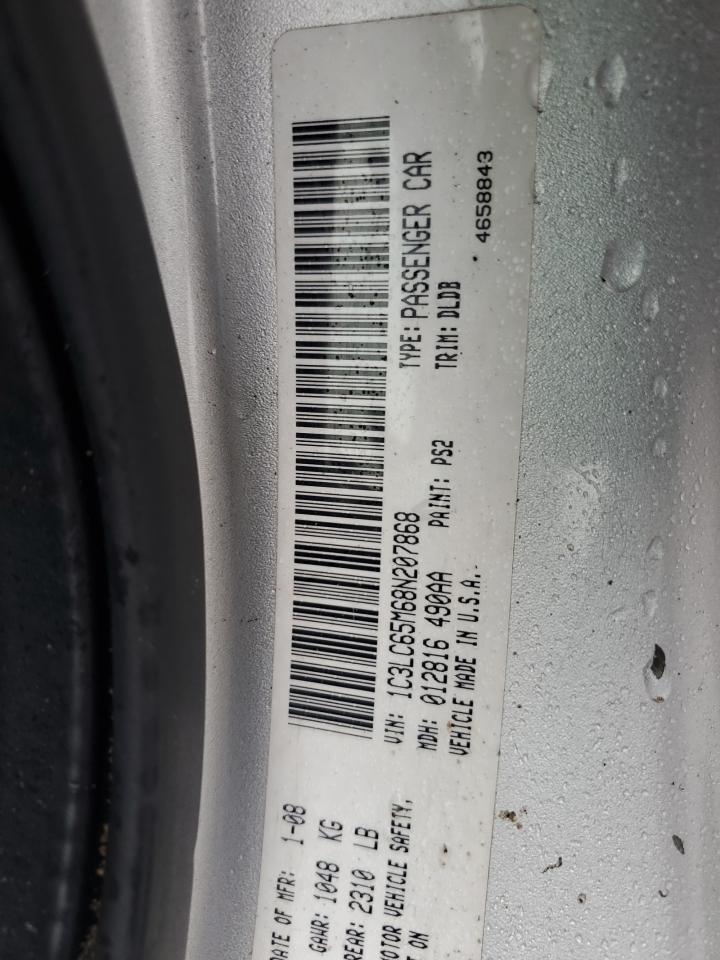 DATE OF MFR: 1-08
GAWR: 1048 KG
REAR: 2310 LB
MOTOR VEHICLE SAFETY,
ON
VIN: 1C3LC65M68N207868
TYPE: PASSENGER CAR
MDH: 012816 490AA
PAINT: PS2
TRIM: DLDB
VEHICLE MADE IN U.S.A.
4658843